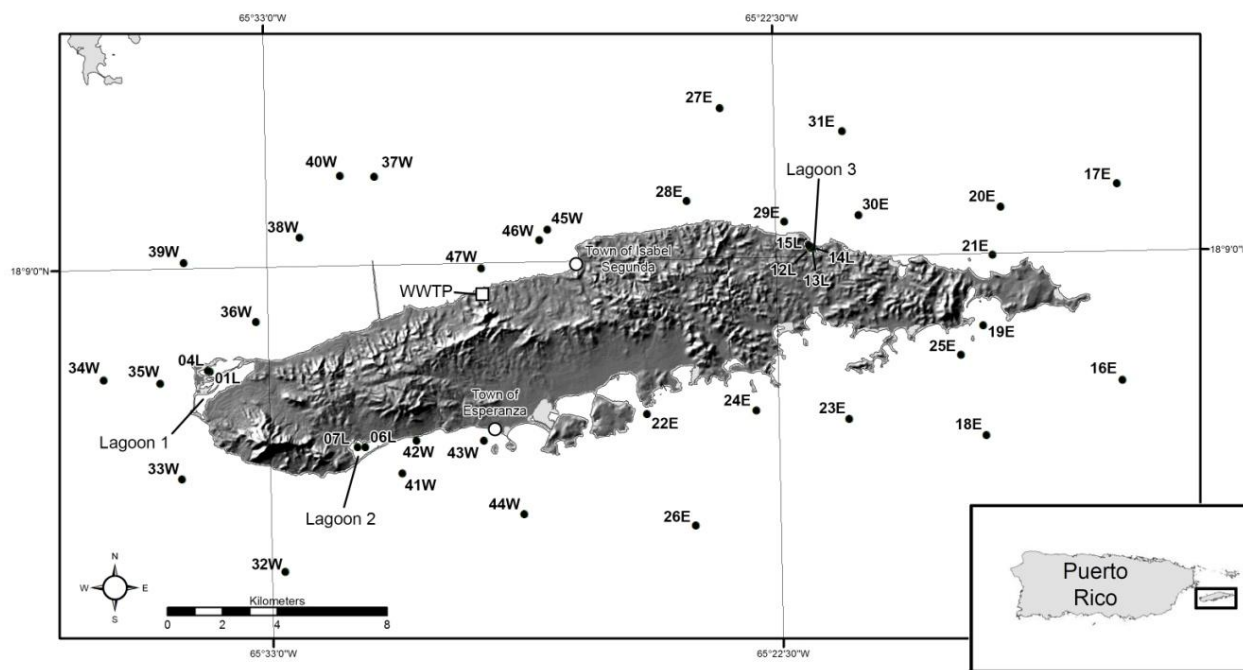 65°33'0"W
65°22'30"W
27E
31E
Lagoon 3
40W
37W
17E
28E
20E
38W
46W
45W
29E
30E
39W
47W
Town of Isabel
Segunda
15L
14L
12L
13L
21E
18°9'0"N
18°9'0"N
WWTP
36W
19E
25E
04L
01L
34W
35W
16E
Town of
Esperanza
22E
24E
23E
18E
Lagoon 1
07L
06L
42W
43W
33W
41W
Lagoon 2
44W
26E
32W
N
W
E
S
Kilometers
0
2
4
8
Puerto
Rico
65°33'0"W
65°22'30"W